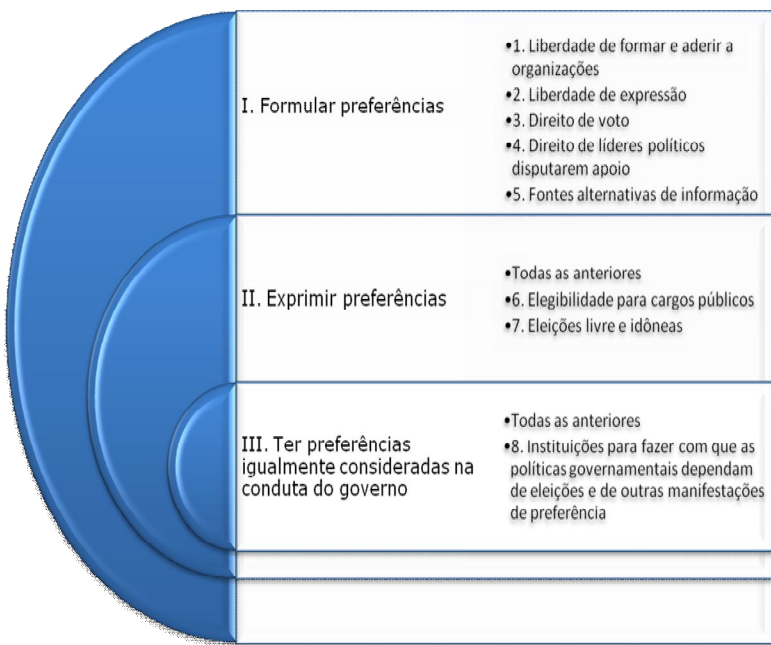 I. Formular preferências
•1. Liberdade de formar e aderir a
organizações
•2. Liberdade de expressão
•3. Direito de voto
•4. Direito de líderes políticos
disputarem apoio
•5. Fontes alternativas de informação
II. Exprimir preferências
•Todas as anteriores
•6. Elegibilidade para cargos públicos
•7. Eleições livre e idôneas
III. Ter preferências
igualmente consideradas na
conduta do governo
•Todas as anteriores
•8. Instituições para fazer com que as
políticas governamentais dependam
de eleições e de outras manifestações
de preferência